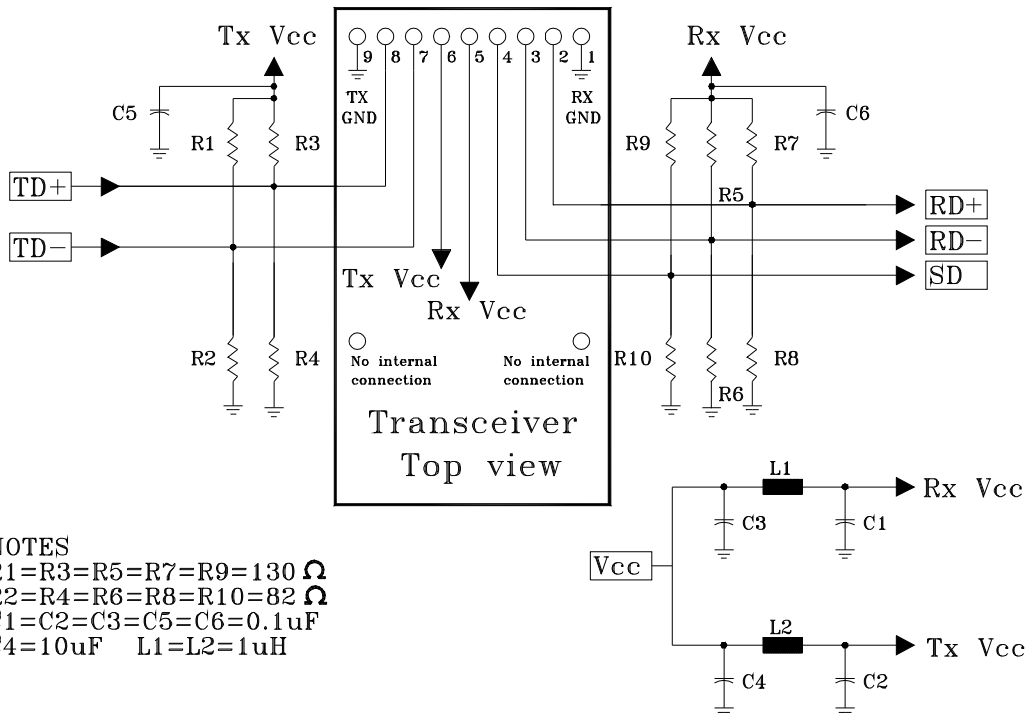 Tx Vcc
Rx Vcc
9 8 7 6 5 4 3 2 1
TX
GND
RX
GND
C5
R1
R3
R9
R7
C6
TD+
R5
RD+
TD-
RD-
SD
Tx Vcc
Rx Vcc
R2
R4
No internal
connection
No internal
connection
R10
R8
R6
Transceiver
Top view
L1
Rx Vcc
C3
C1
Vcc
L2
Tx Vcc
C4
C2
NOTES
R1=R3=R5=R7=R9=130 Ω
R2=R4=R6=R8=R10=82 Ω
C1=C2=C3=C5=C6=0.1uF
C4=10uF L1=L2=1uH